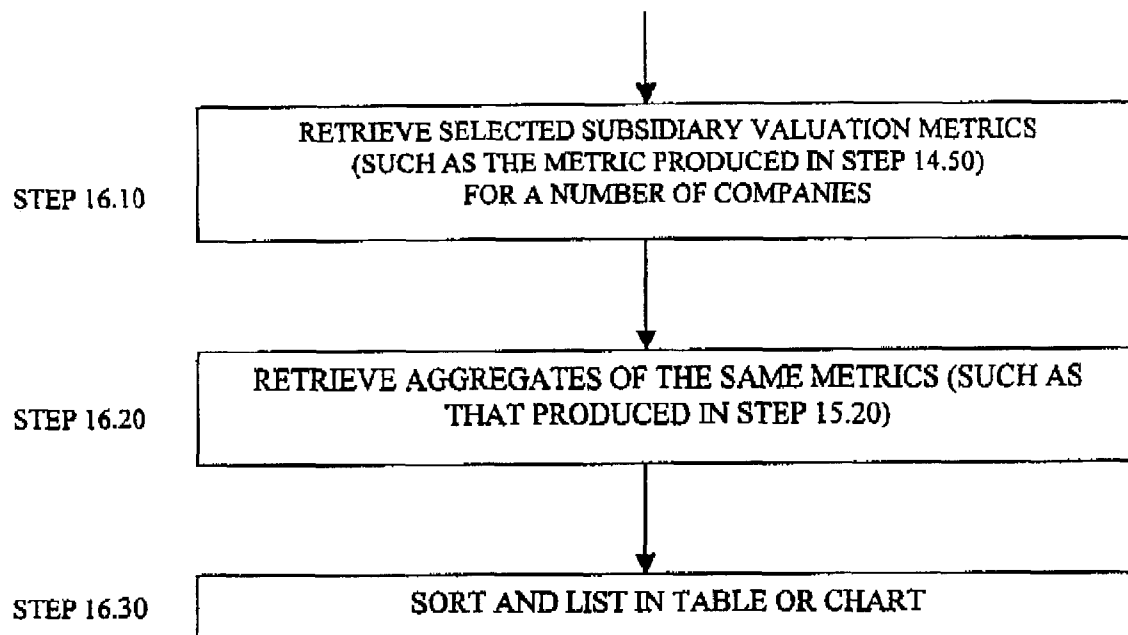 RETRIEVE SELECTED SUBSIDIARY VALUATION METRICS
(SUCH AS THE METRIC PRODUCED IN STEP 14.50)
FOR A NUMBER OF COMPANIES
STEP 16.10
RETRIEVE AGGREGATES OF THE SAME METRICS (SUCH AS
THAT PRODUCED IN STEP 15.20)
STEP 16.20
SORT AND LIST IN TABLE OR CHART
STEP 16.30